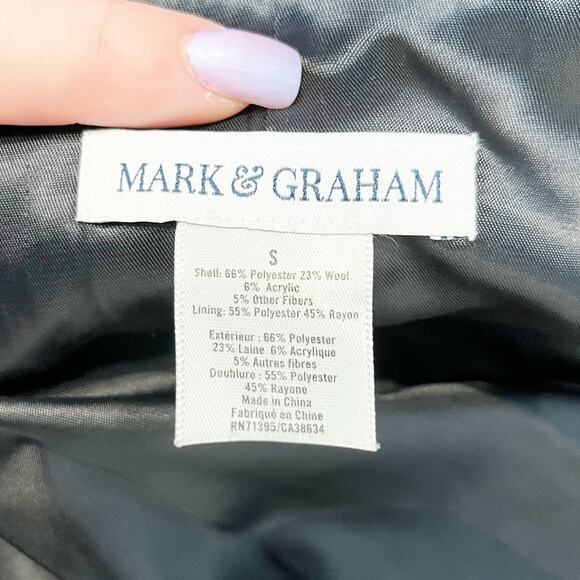 MARK & GRAHAM
S
Shell: 66% Polyester 23% Wool
6% Acrylic
5% Other Fibers
Lining: 55% Polyester 45% Rayon
Extérieur : 66% Polyester
23% Laine 6% Acrylique
5% Autres fibres
Doublure : 55% Polyester
45% Rayone
Made in China
Fabriqué en Chine
RN71395/CA38634